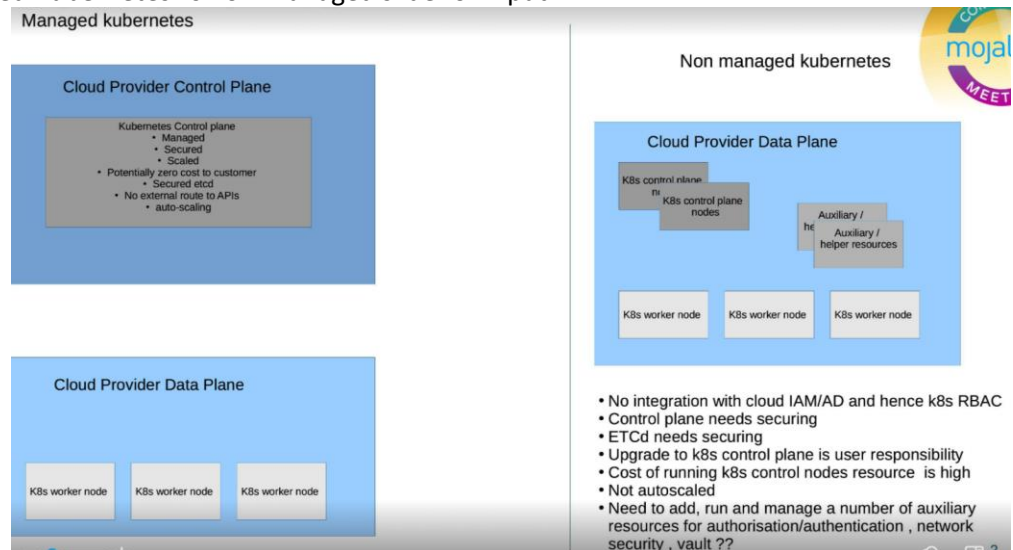 Managed kubernetes
Cloud Provider Control Plane
Kubernetes Control plane
• Managed
• Secured
• Scaled
• Potentially zero cost to customer
• Secured etcd
• No external route to APIs
• auto-scaling
Cloud Provider Data Plane
K8s worker node
K8s worker node
K8s worker node
Non managed kubernetes
Cloud Provider Data Plane
K8s control plane
K8s control plane
nodes
Auxiliary /
Auxiliary /
helper resources
K8s worker node
K8s worker node
K8s worker node
• No integration with cloud IAM/AD and hence k8s RBAC
• Control plane needs securing
• ETCd needs securing
• Upgrade to k8s control plane is user responsibility
• Cost of running k8s control nodes resource is high
• Not autoscaled
• Need to add, run and manage a number of auxiliary
resources for authorisation/authentication , network
security , vault ??